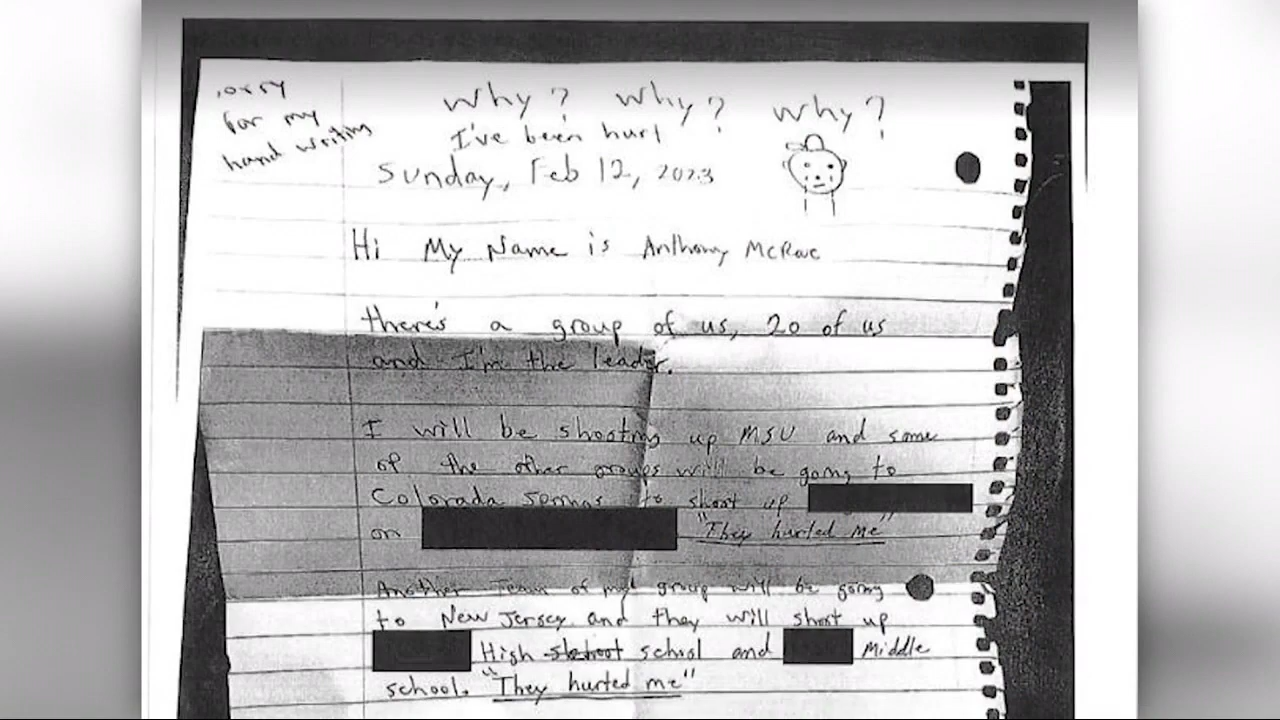 sorry
for my
hand writing
Why? Why? Why?
I've been hurt
Sunday, Feb 12, 2023
Hi My Name is Anthony McRae
there's a group of us, 20 of us
and I'm the leader.
I will be shooting up MSU and some
of the other groups will be going to
Colorada springs to shoot up
on "They hurted me"
Another Team of my group will be going
to New Jersey and they will shoot up
High school and Middle
school. "They hurted me"